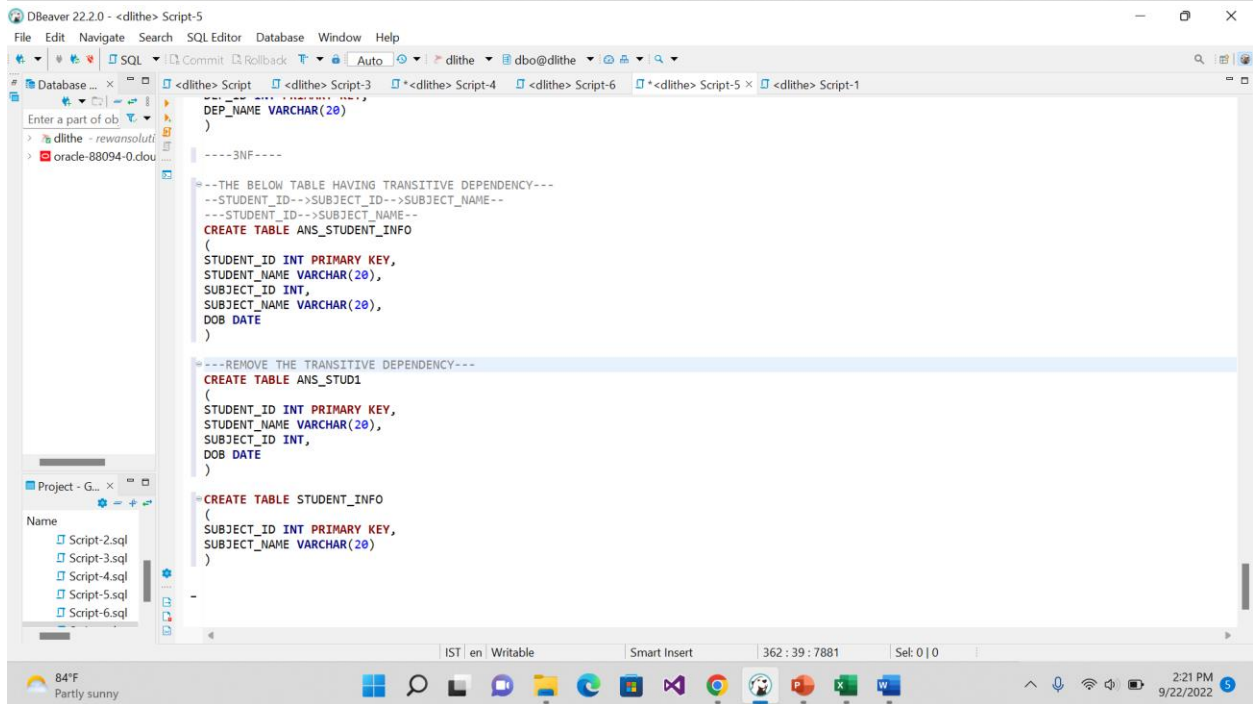 DBeaver 22.2.0 - <dlithe> Script-5
File Edit Navigate Search SQL Editor Database Window Help
SQL Commit Rollback Auto dlithe dbo@dlithe
Database ...
<dlithe> Script <dlithe> Script-3 *<dlithe> Script-4 <dlithe> Script-6 *<dlithe> Script-5 <dlithe> Script-1
Enter a part of ob
dlithe - rewansoluti
oracle-88094-0.clou
DEP_ID INT PRIMARY KEY,
DEP_NAME VARCHAR(20)
)
----3NF----
--THE BELOW TABLE HAVING TRANSITIVE DEPENDENCY---
--STUDENT_ID-->SUBJECT_ID-->SUBJECT_NAME--
---STUDENT_ID-->SUBJECT_NAME--
CREATE TABLE ANS_STUDENT_INFO
(
STUDENT_ID INT PRIMARY KEY,
STUDENT_NAME VARCHAR(20),
SUBJECT_ID INT,
SUBJECT_NAME VARCHAR(20),
DOB DATE
)
---REMOVE THE TRANSITIVE DEPENDENCY---
CREATE TABLE ANS_STUD1
(
STUDENT_ID INT PRIMARY KEY,
STUDENT_NAME VARCHAR(20),
SUBJECT_ID INT,
DOB DATE
)
CREATE TABLE STUDENT_INFO
(
SUBJECT_ID INT PRIMARY KEY,
SUBJECT_NAME VARCHAR(20)
)
-
Project - G...
Name
Script-2.sql
Script-3.sql
Script-4.sql
Script-5.sql
Script-6.sql
IST en Writable Smart Insert 362 : 39 : 7881 Sel: 0 | 0
84°F
Partly sunny
2:21 PM
9/22/2022
5